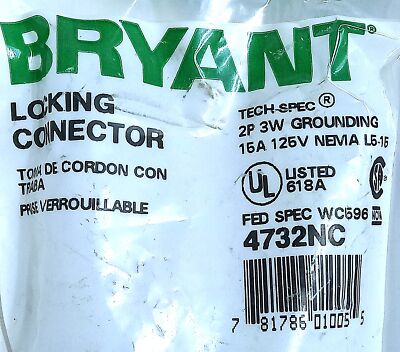 BRYANT®
LOCKING
CONNECTOR
TOMA DE CORDON CON
TRABA
PRISE VERROUILLABLE
TECH-SPEC®
2P 3W GROUNDING
15A 125V NEMA L5-15
UL LISTED
618A
FED SPEC WC596
4732NC
7 81786 01005 5